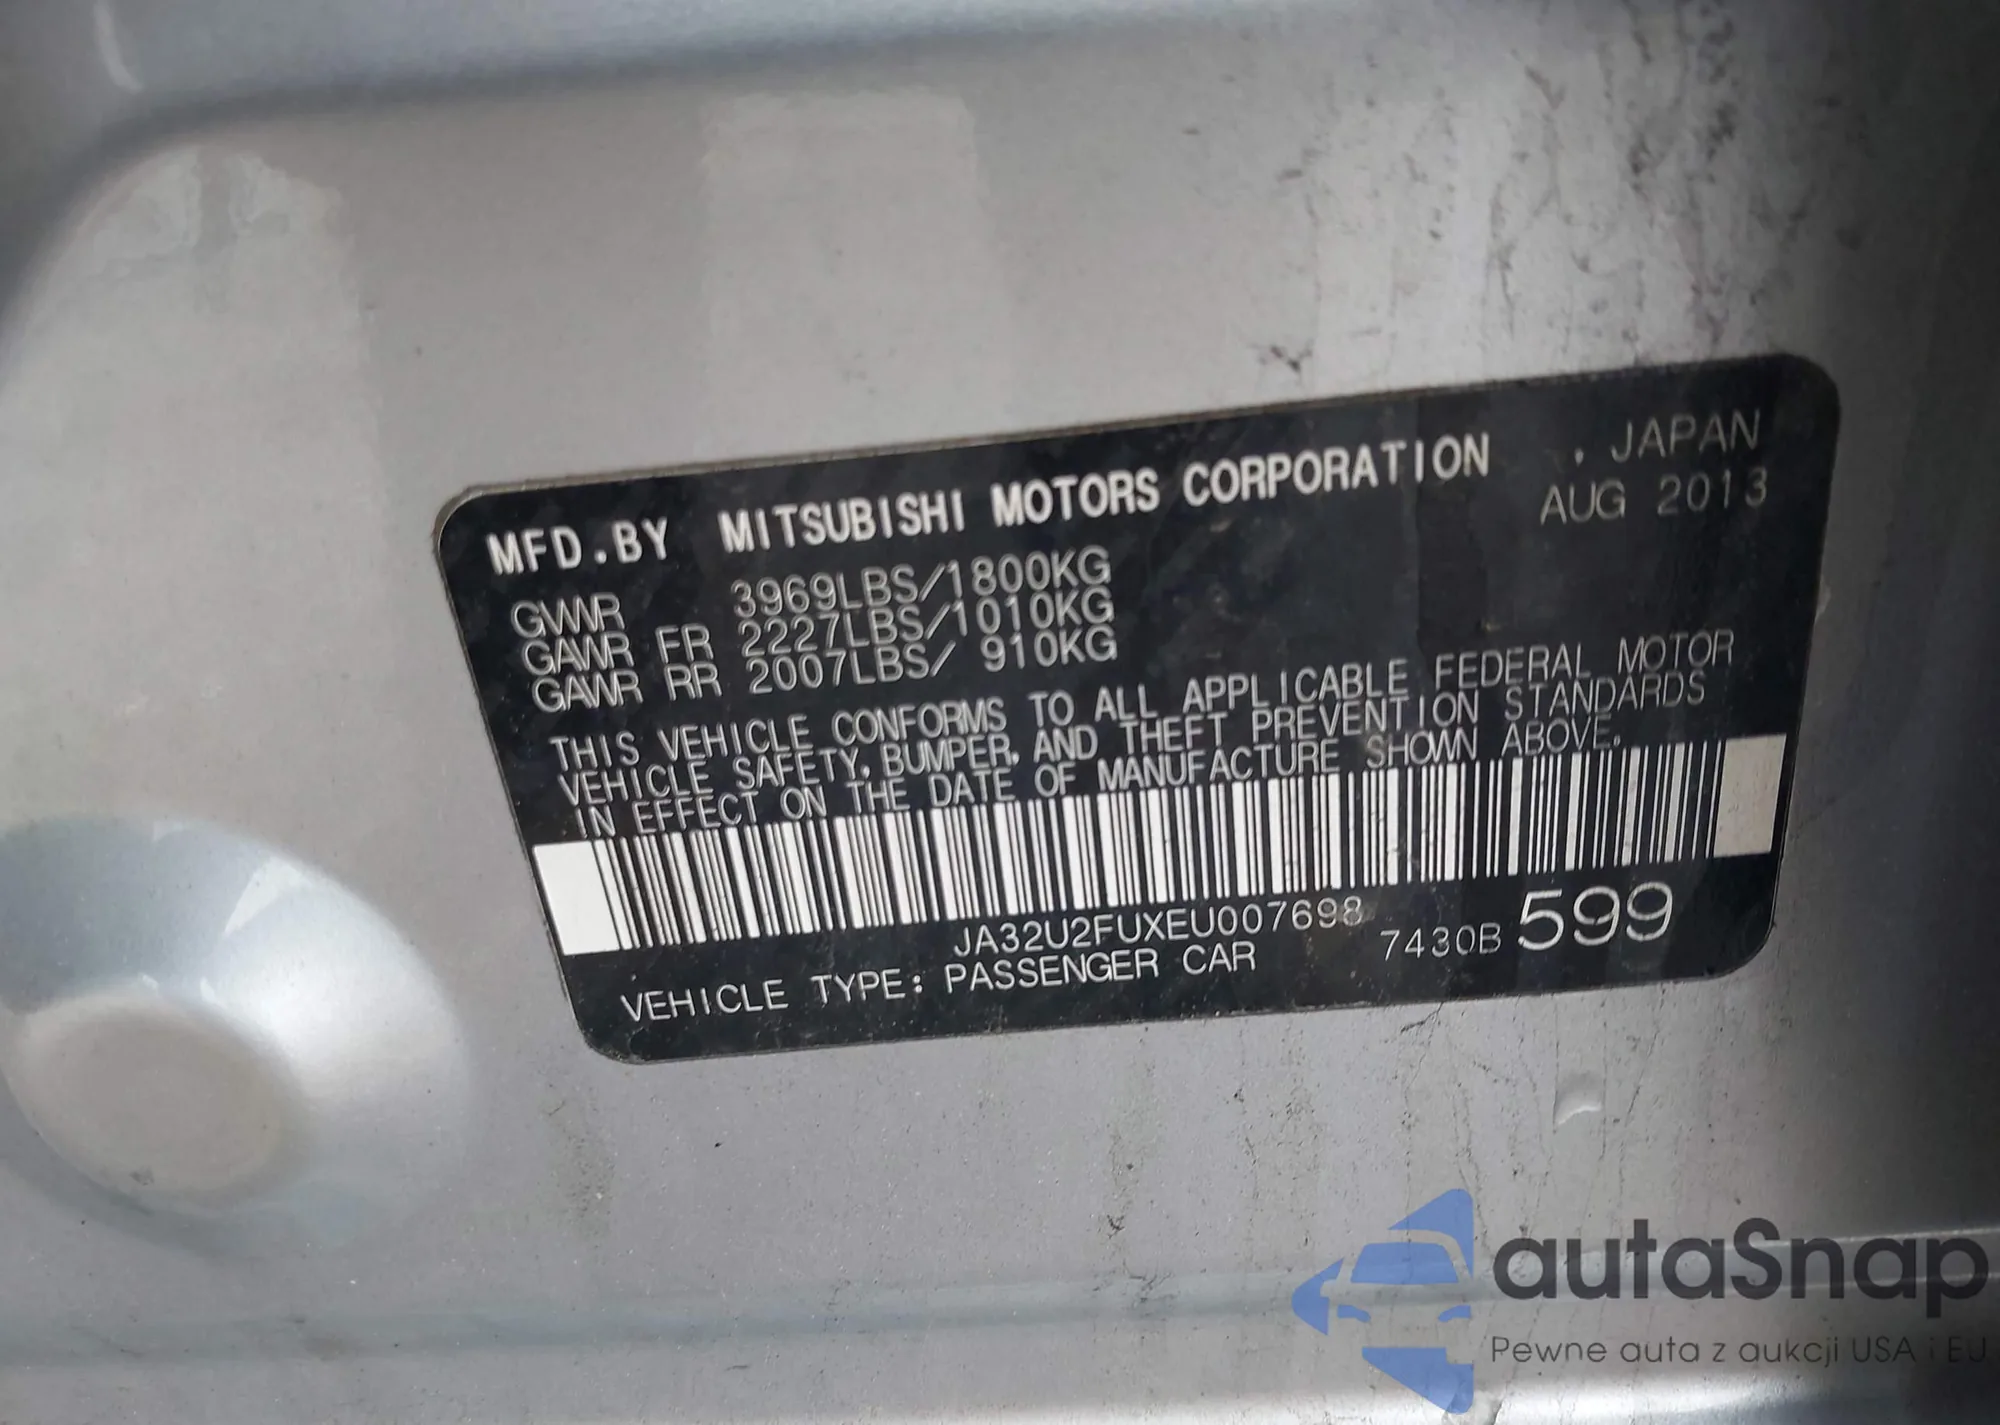 MFD.BY MITSUBISHI MOTORS CORPORATION . JAPAN
AUG 2013
GVWR 3969LBS/1800KG
GAWR FR 2227LBS/1010KG
GAWR RR 2007LBS/ 910KG
THIS VEHICLE CONFORMS TO ALL APPLICABLE FEDERAL MOTOR
VEHICLE SAFETY, BUMPER, AND THEFT PREVENTION STANDARDS
IN EFFECT ON THE DATE OF MANUFACTURE SHOWN ABOVE.
JA32U2FUXEU007698
VEHICLE TYPE: PASSENGER CAR 7430B 599
autaSnap
Pewne auta z aukcji USA i EU